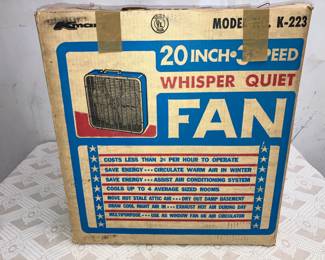 Kmart UL MODEL K-223
20 INCH • 3 SPEED
WHISPER QUIET
FAN
COSTS LESS THAN 2¢ PER HOUR TO OPERATE
SAVE ENERGY ••• CIRCULATE WARM AIR IN WINTER
SAVE ENERGY ••• ASSIST AIR CONDITIONING SYSTEM
COOLS UP TO 4 AVERAGE SIZED ROOMS
MOVE HOT STALE ATTIC AIR ••• DRY OUT DAMP BASEMENT
DRAW COOL NIGHT AIR IN ••• EXHAUST HOT AIR DURING DAY
MULTIPURPOSE ••• USE AS WINDOW FAN OR AIR CIRCULATOR